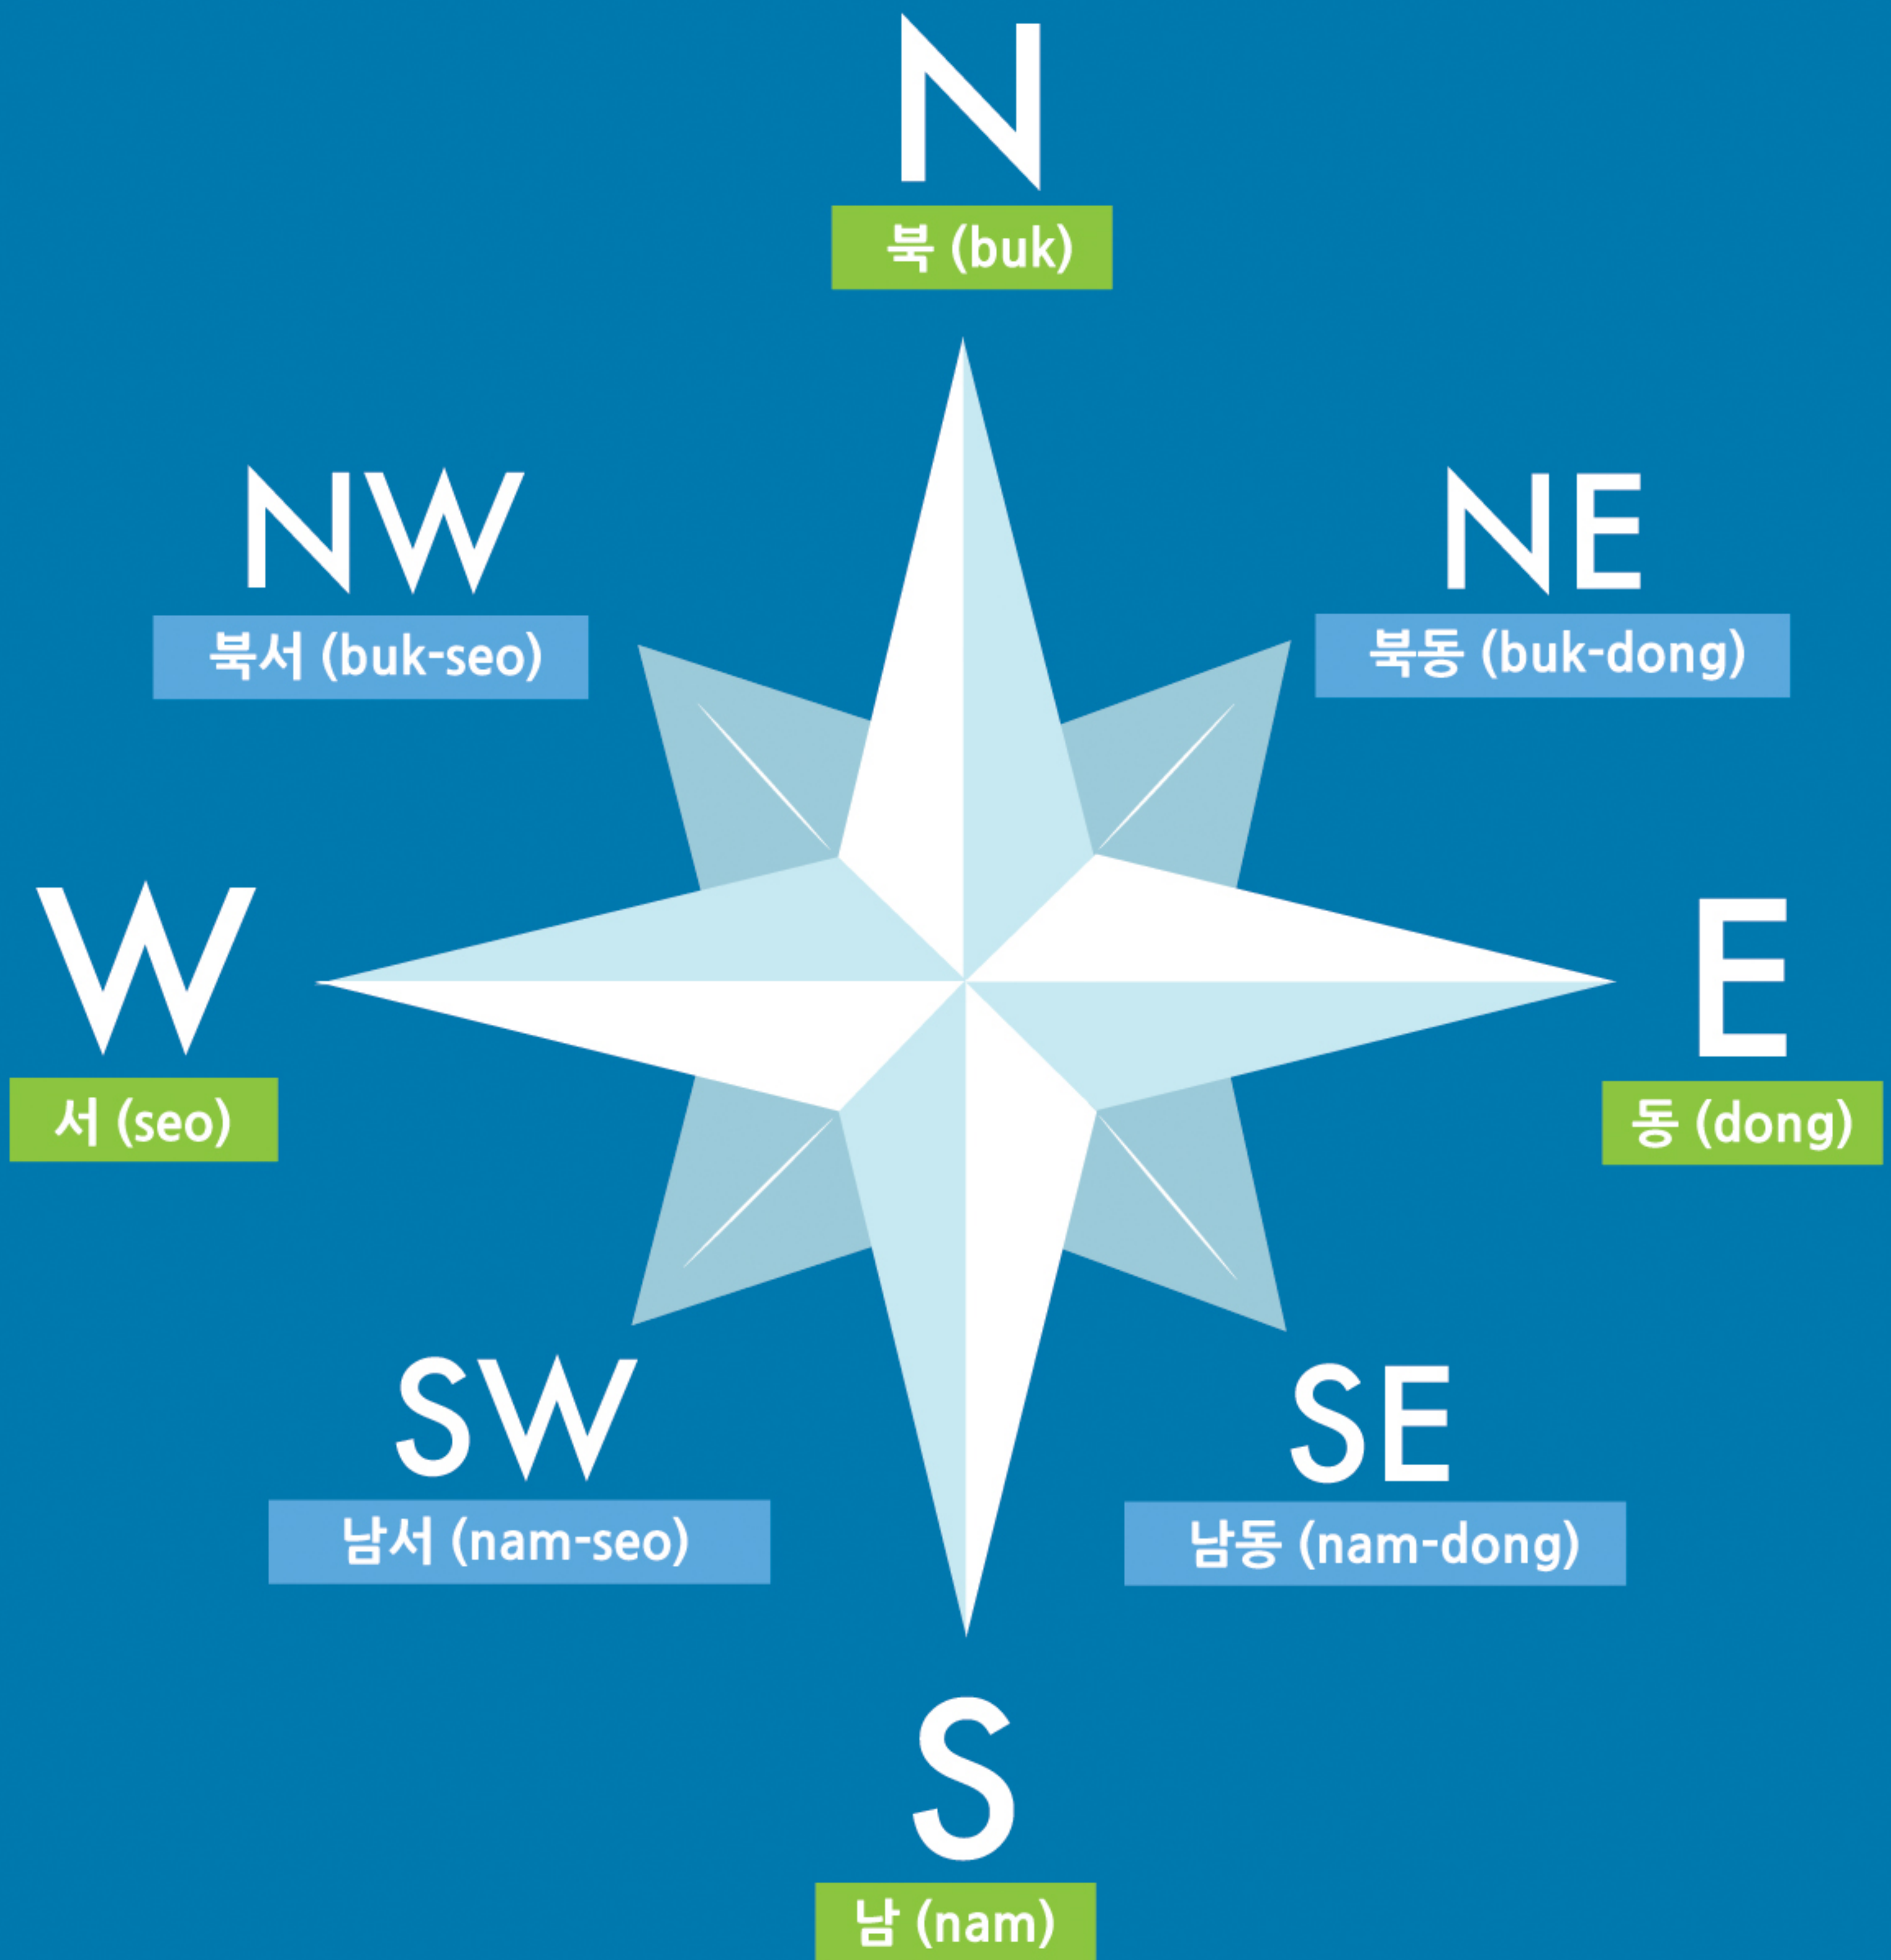 N
북 (buk)
NW
북서 (buk-seo)
NE
북동 (buk-dong)
W
서 (seo)
E
동 (dong)
SW
남서 (nam-seo)
SE
남동 (nam-dong)
S
남 (nam)